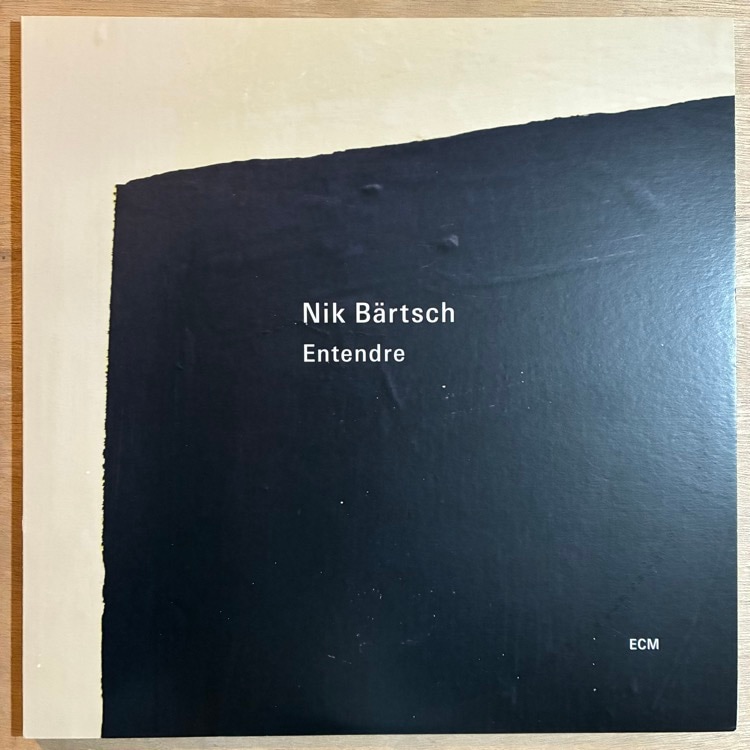 Nik Bärtsch
Entendre
ECM